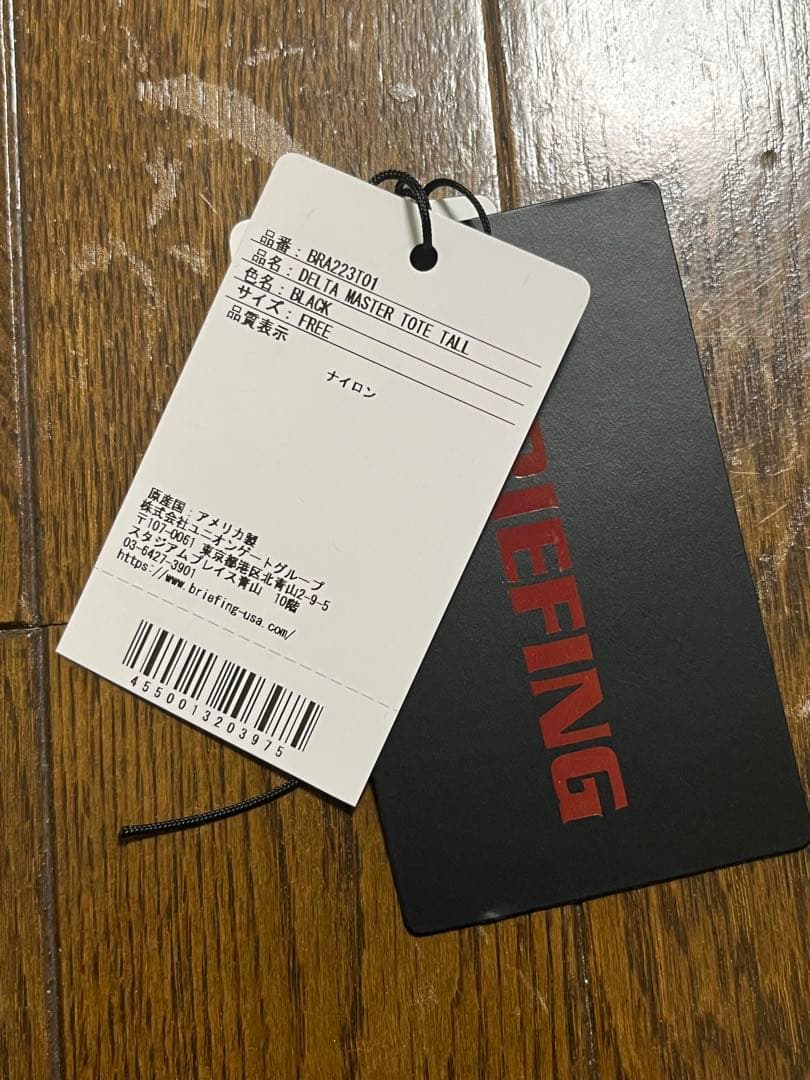 品番：BRA223T01
品名：DELTA MASTER TOTE TALL
色名：BLACK
サイズ：FREE
品質表示
ナイロン
原産国：アメリカ製
株式会社ユニオンゲートグループ
〒107-0061 東京都港区北青山2-9-5
スタジアムプレイス青山 10階
03-6427-3901
https://www.briefing-usa.com/
4550013203975
RIEFING